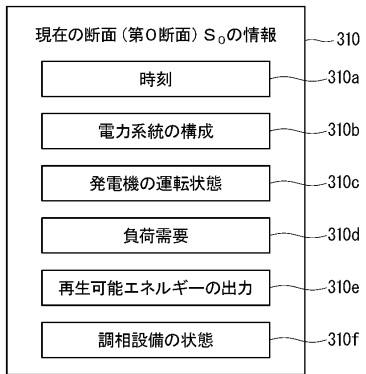 現在の断面(第0断面)S₀の情報 310
時刻 310a
電力系統の構成 310b
発電機の運転状態 310c
負荷需要 310d
再生可能エネルギーの出力 310e
調相設備の状態 310f